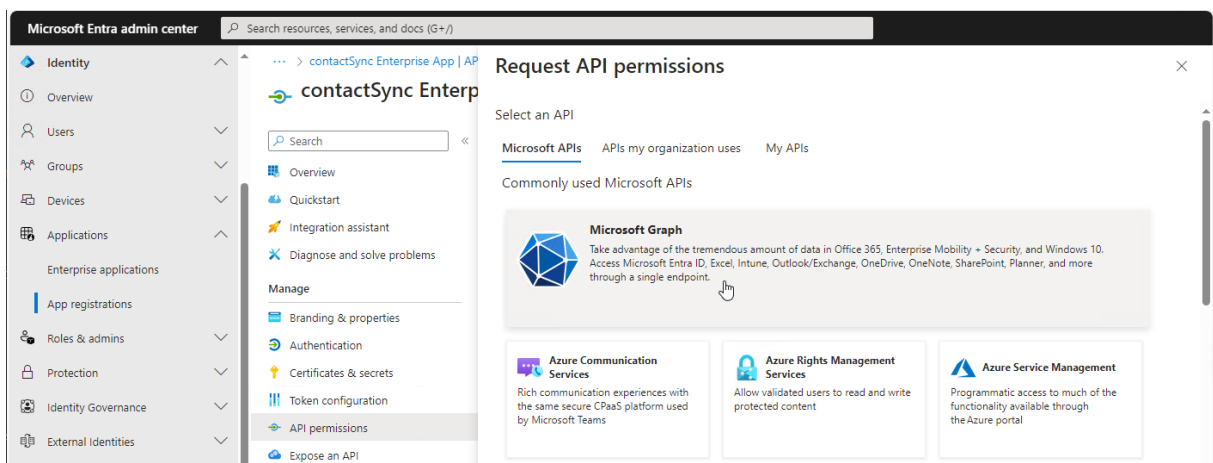 Microsoft Entra admin center
Search resources, services, and docs (G+/)
Identity
Overview
Users
Groups
Devices
Applications
Enterprise applications
App registrations
Roles & admins
Protection
Identity Governance
External Identities
··· > contactSync Enterprise App | AP
contactSync Enterp
Search
«
Overview
Quickstart
Integration assistant
Diagnose and solve problems
Manage
Branding & properties
Authentication
Certificates & secrets
Token configuration
API permissions
Expose an API
Request API permissions
Select an API
Microsoft APIs APIs my organization uses My APIs
Commonly used Microsoft APIs
Microsoft Graph
Take advantage of the tremendous amount of data in Office 365, Enterprise Mobility + Security, and Windows 10.
Access Microsoft Entra ID, Excel, Intune, Outlook/Exchange, OneDrive, OneNote, SharePoint, Planner, and more
through a single endpoint.
Azure Communication
Services
Rich communication experiences with
the same secure CPaaS platform used
by Microsoft Teams
Azure Rights Management
Services
Allow validated users to read and write
protected content
Azure Service Management
Programmatic access to much of the
functionality available through
the Azure portal